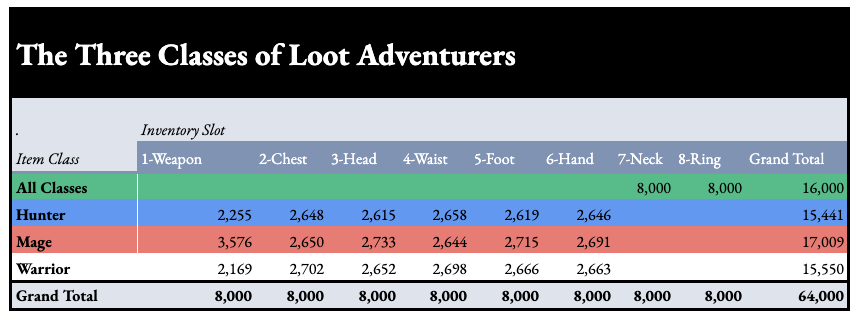 The Three Classes of Loot Adventurers
. Inventory Slot
Item Class 1-Weapon 2-Chest 3-Head 4-Waist 5-Foot 6-Hand 7-Neck 8-Ring Grand Total
All Classes 8,000 8,000 16,000
Hunter 2,255 2,648 2,615 2,658 2,619 2,646 15,441
Mage 3,576 2,650 2,733 2,644 2,715 2,691 17,009
Warrior 2,169 2,702 2,652 2,698 2,666 2,663 15,550
Grand Total 8,000 8,000 8,000 8,000 8,000 8,000 8,000 8,000 64,000